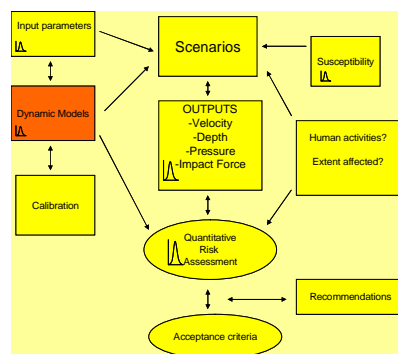 Input parameters
Scenarios
Susceptibility
Dynamic Models
OUTPUTS
-Velocity
-Depth
-Pressure
-Impact Force
Human activities?
Extent affected?
Calibration
Quantitative
Risk
Assessment
Recommendations
Acceptance criteria